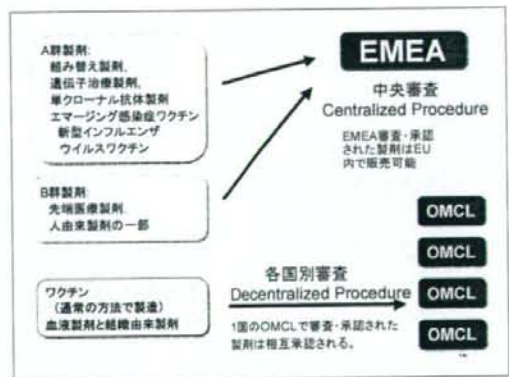 A群製剤:
組み替え製剤,
遺伝子治療製剤,
単クローナル抗体製剤
エマージング感染症ワクチン
新型インフルエンザ
ウイルスワクチン
EMEA
中央審査
Centralized Procedure
EMEA審査・承認
された製剤はEU
内で販売可能
B群製剤:
先端医療製剤,
人由来製剤の一部
OMCL
OMCL
OMCL
OMCL
ワクチン
(通常の方法で製造)
血液製剤と組織由来製剤
各国別審査
Decentralized Procedure
1国のOMCLで審査・承認された
製剤は相互承認される。